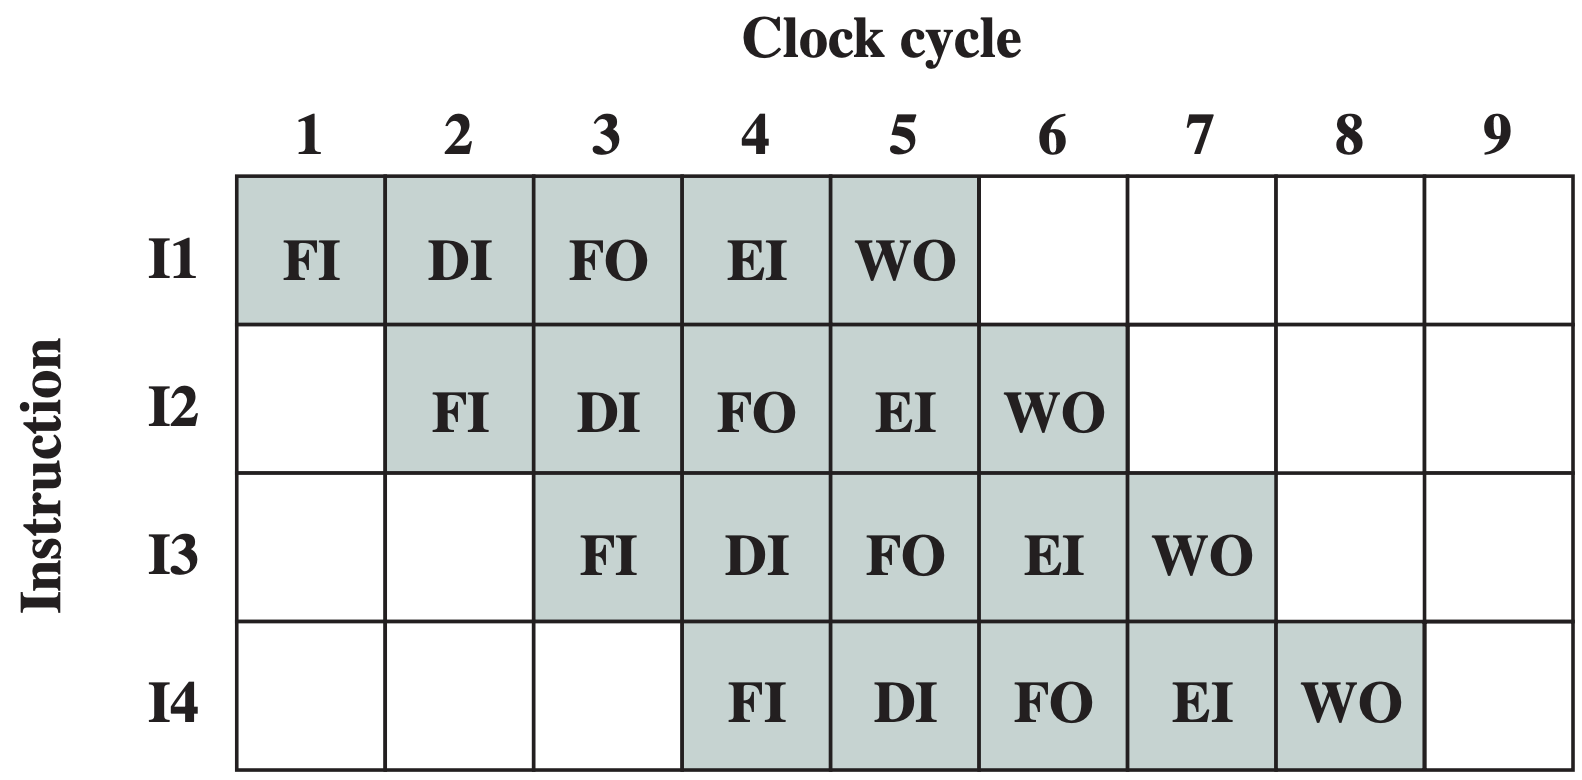 Clock cycle
1 2 3 4 5 6 7 8 9
Instruction
I1 FI DI FO EI WO
I2 FI DI FO EI WO
I3 FI DI FO EI WO
I4 FI DI FO EI WO